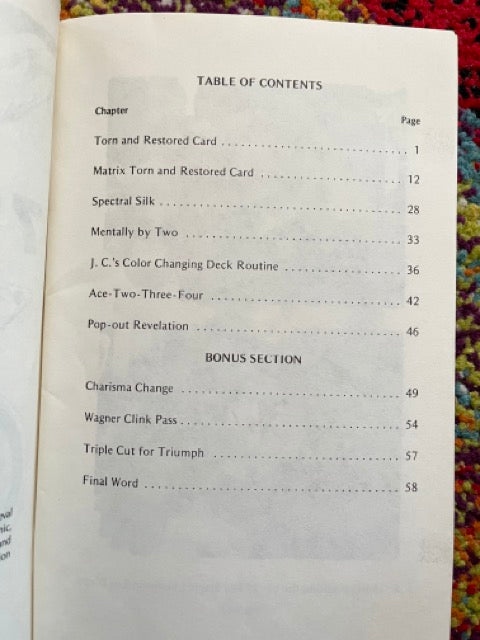 TABLE OF CONTENTS
Chapter
Page
Torn and Restored Card . . . . . . . . . . . . . . . . . . . . . . . . . . . 1
Matrix Torn and Restored Card . . . . . . . . . . . . . . . . . . . . 12
Spectral Silk . . . . . . . . . . . . . . . . . . . . . . . . . . . . . . . . . . 28
Mentally by Two . . . . . . . . . . . . . . . . . . . . . . . . . . . . . . 33
J. C.'s Color Changing Deck Routine . . . . . . . . . . . . . . . . 36
Ace-Two-Three-Four . . . . . . . . . . . . . . . . . . . . . . . . . . . 42
Pop-out Revelation . . . . . . . . . . . . . . . . . . . . . . . . . . . . . 46
BONUS SECTION
Charisma Change . . . . . . . . . . . . . . . . . . . . . . . . . . . . . . 49
Wagner Clink Pass . . . . . . . . . . . . . . . . . . . . . . . . . . . . . . 54
Triple Cut for Triumph . . . . . . . . . . . . . . . . . . . . . . . . . . 57
Final Word . . . . . . . . . . . . . . . . . . . . . . . . . . . . . . . . . . . 58